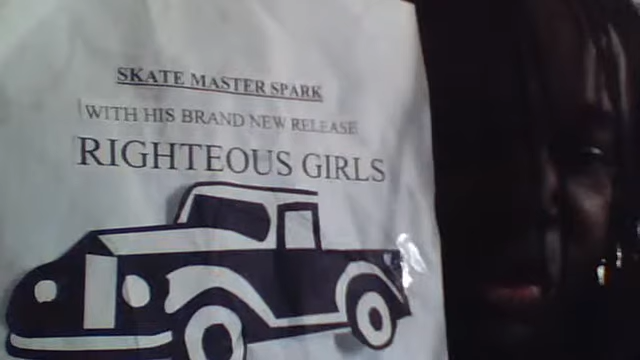 SKATE MASTER SPARK
WITH HIS BRAND NEW RELEASE
RIGHTEOUS GIRLS